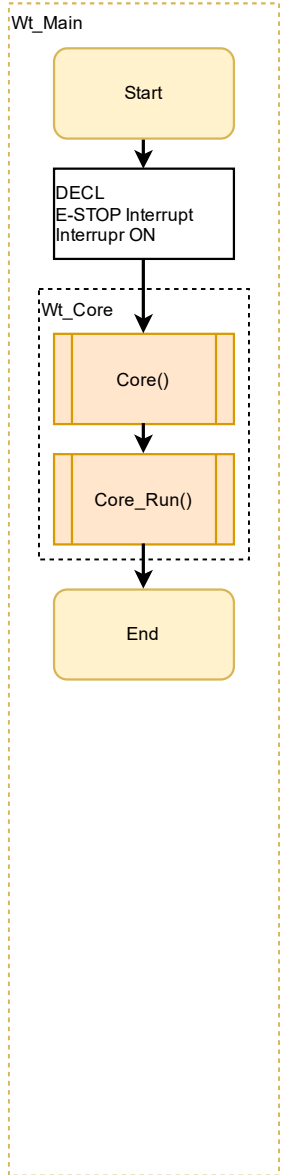 Wt_Main
Start
DECL
E-STOP Interrupt
Interrupr ON
Wt_Core
Core()
Core_Run()
End